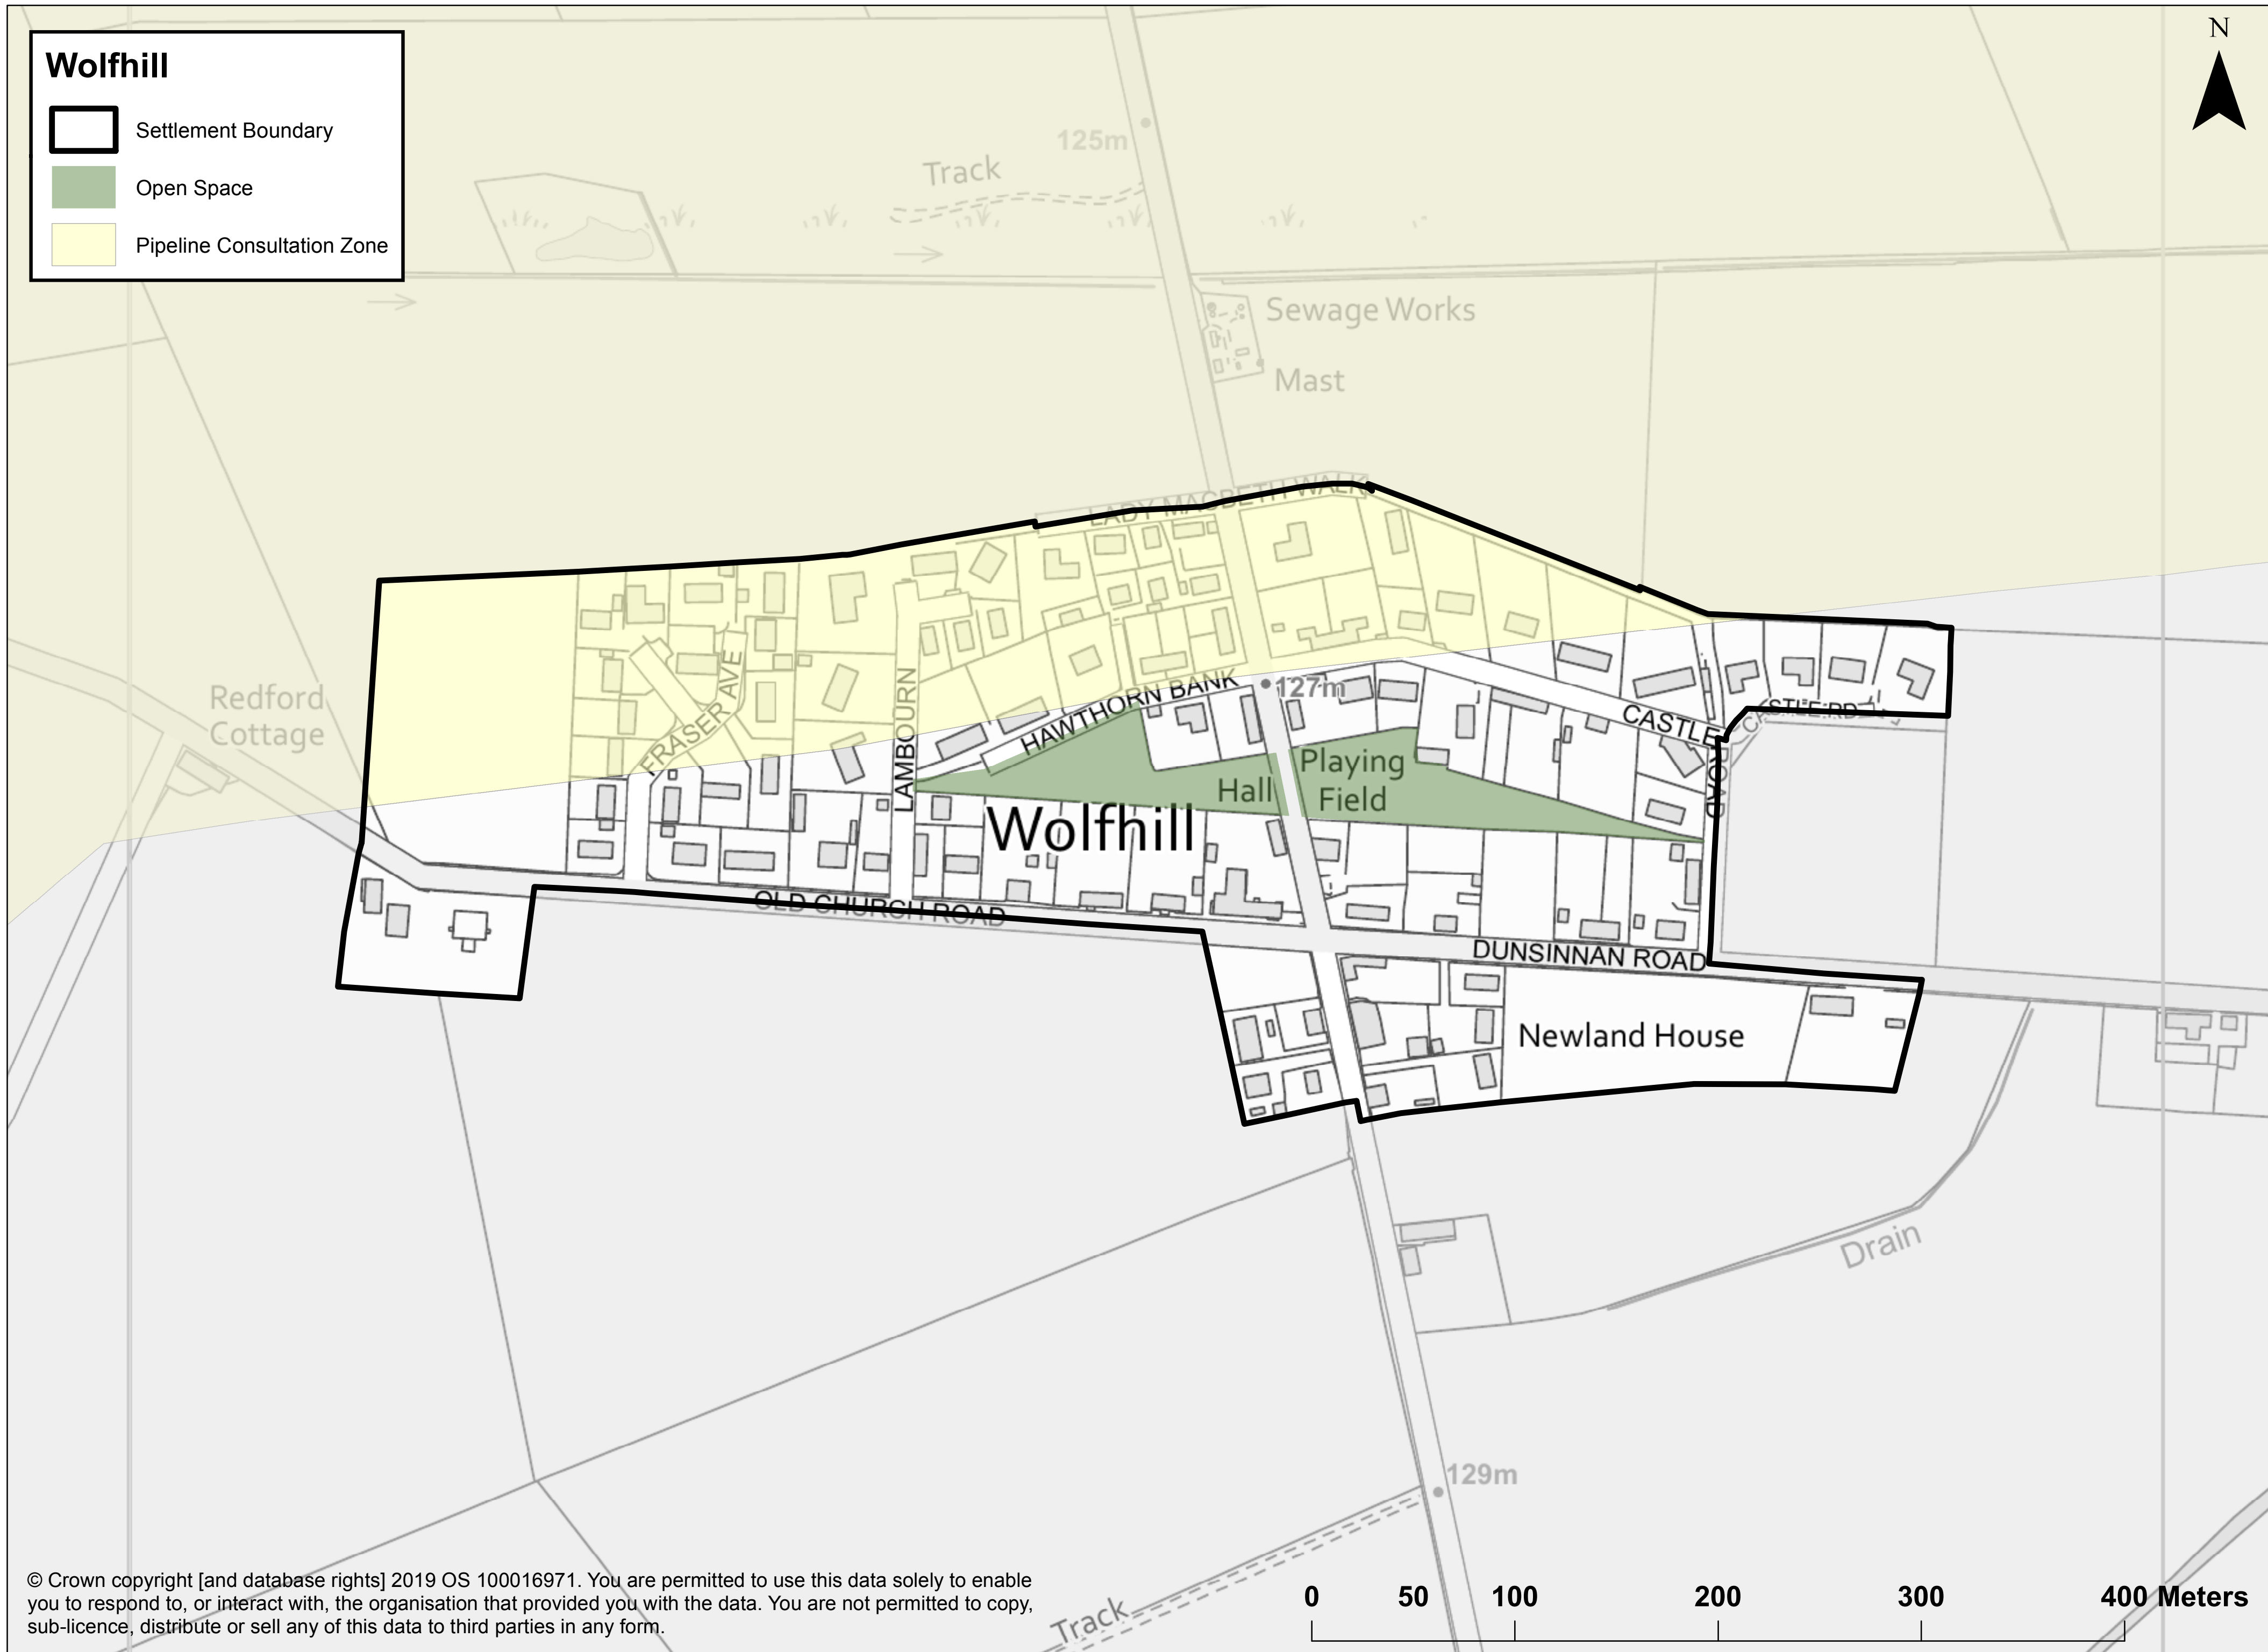 Wolfhill
Settlement Boundary
Open Space
Pipeline Consultation Zone
N
125m
Track
Sewage Works
Mast
LADY MACBETH WALK
Redford
Cottage
FRASER AVE
LAMBOURN
HAWTHORN BANK
127m
CASTLE ROAD
CASTLE RD
Playing
Field
Hall
Wolfhill
OLD CHURCH ROAD
DUNSINNAN ROAD
Newland House
Drain
129m
Track
© Crown copyright [and database rights] 2019 OS 100016971. You are permitted to use this data solely to enable
you to respond to, or interact with, the organisation that provided you with the data. You are not permitted to copy,
sub-licence, distribute or sell any of this data to third parties in any form.
0 50 100 200 300 400 Meters